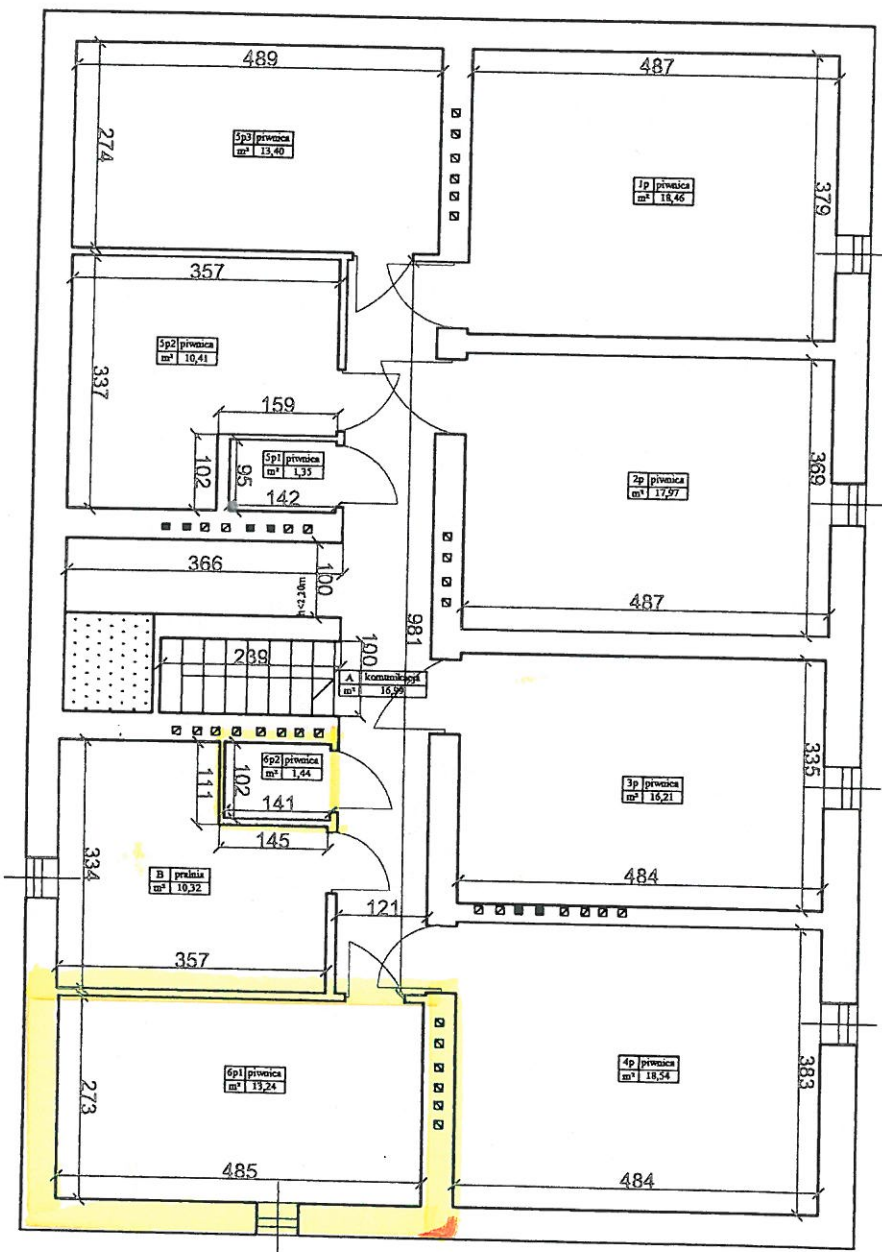 489
487
274
5p3 piwnica
m² 13,40
1p piwnica
m² 18,46
379
357
5p2 piwnica
m² 10,41
337
159
102
95
5p1 piwnica
m² 1,35
142
2p piwnica
m² 17,97
369
487
366
100
h<2,20m
981
239
100
A komunikacja
m² 16,99
6p2 piwnica
m² 1,44
111
102
141
145
335
3p piwnica
m² 16,21
484
334
B pralnia
m² 10,32
121
357
6p1 piwnica
m² 13,24
273
485
4p piwnica
m² 18,54
383
484